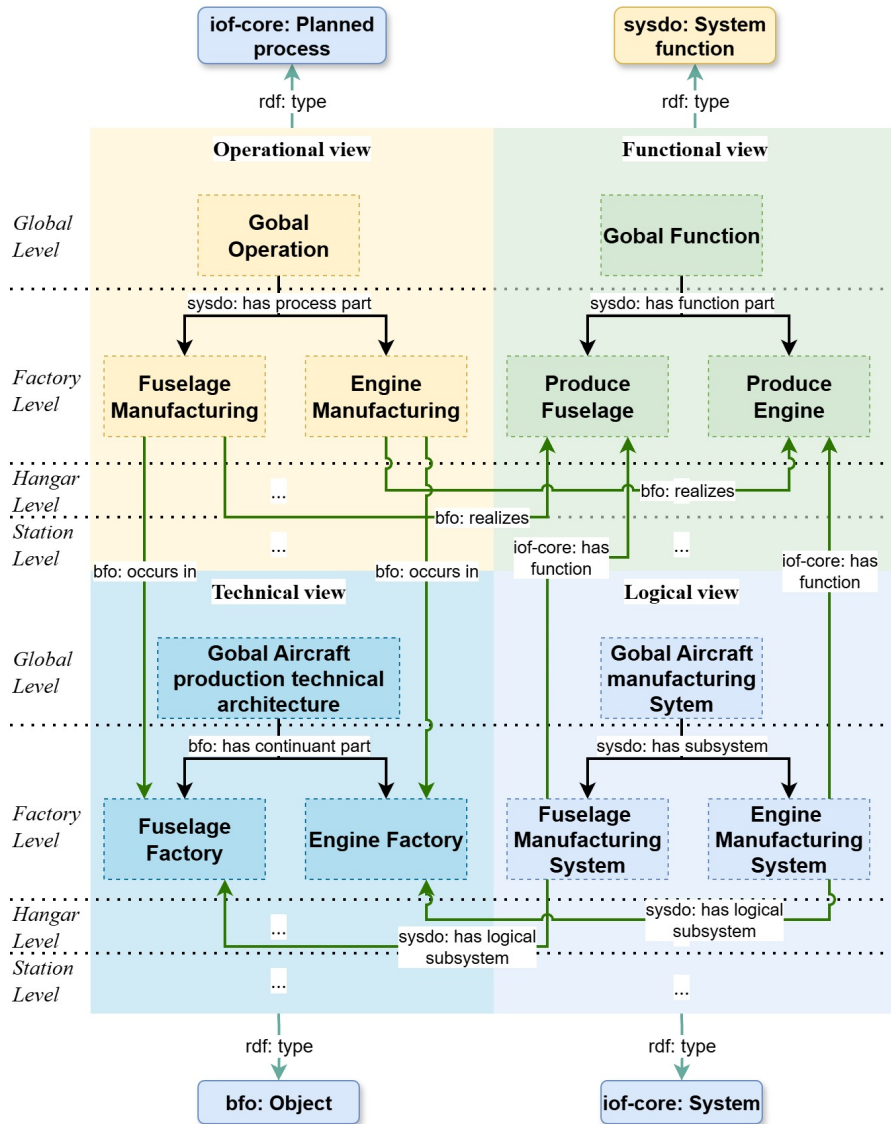 iof-core: Planned
process
sysdo: System
function
rdf: type
rdf: type
Operational view
Functional view
Global
Level
Gobal
Operation
Gobal Function
sysdo: has process part
sysdo: has function part
Factory
Level
Fuselage
Manufacturing
Engine
Manufacturing
Produce
Fuselage
Produce
Engine
Hangar
Level
...
bfo: realizes
bfo: realizes
Station
Level
...
...
iof-core: has
function
iof-core: has
function
bfo: occurs in
bfo: occurs in
Technical view
Logical view
Global
Level
Gobal Aircraft
production technical
architecture
Gobal Aircraft
manufacturing
Sytem
bfo: has continuant part
sysdo: has subsystem
Factory
Level
Fuselage
Factory
Engine Factory
Fuselage
Manufacturing
System
Engine
Manufacturing
System
Hangar
Level
...
sysdo: has logical
subsystem
sysdo: has logical
subsystem
Station
Level
...
...
rdf: type
rdf: type
bfo: Object
iof-core: System